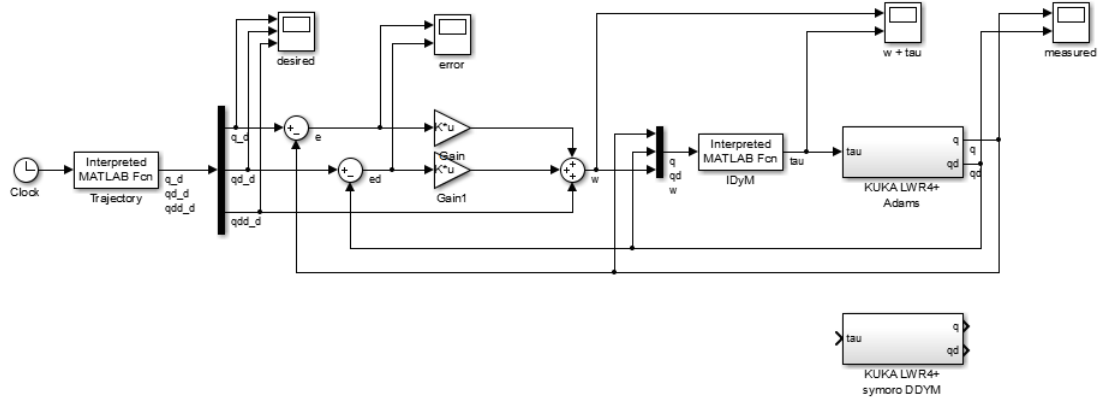 desired
error
w + tau
measured
+
−
q_d
e
K*u
Gain
Clock
Interpreted
MATLAB Fcn
Trajectory
q_d
qd_d
qdd_d
qd_d
+
−
ed
K*u
Gain1
qdd_d
+
+
+
w
q
qd
w
Interpreted
MATLAB Fcn
IDyM
tau
tau
q
qd
KUKA LWR4+
Adams
q
qd
tau
q
qd
KUKA LWR4+
symoro DDYM